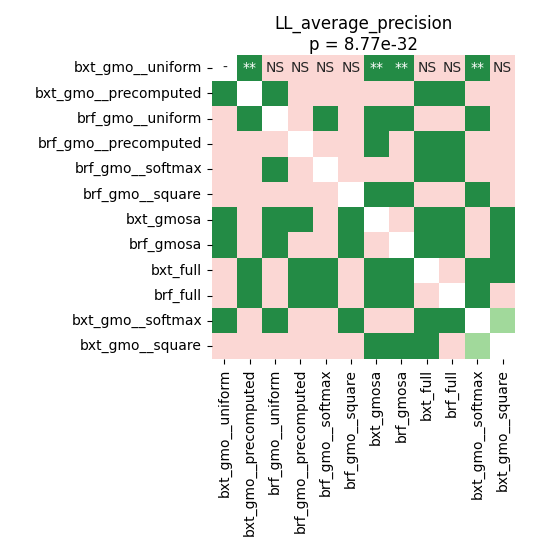 LL_average_precision
p = 8.77e-32
bxt_gmo__uniform - ** NS NS NS NS ** ** NS NS ** NS
bxt_gmo__precomputed
brf_gmo__uniform
brf_gmo__precomputed
brf_gmo__softmax
brf_gmo__square
bxt_gmosa
brf_gmosa
bxt_full
brf_full
bxt_gmo__softmax
bxt_gmo__square
bxt_gmo__uniform
bxt_gmo__precomputed
brf_gmo__uniform
brf_gmo__precomputed
brf_gmo__softmax
brf_gmo__square
bxt_gmosa
brf_gmosa
bxt_full
brf_full
bxt_gmo__softmax
bxt_gmo__square